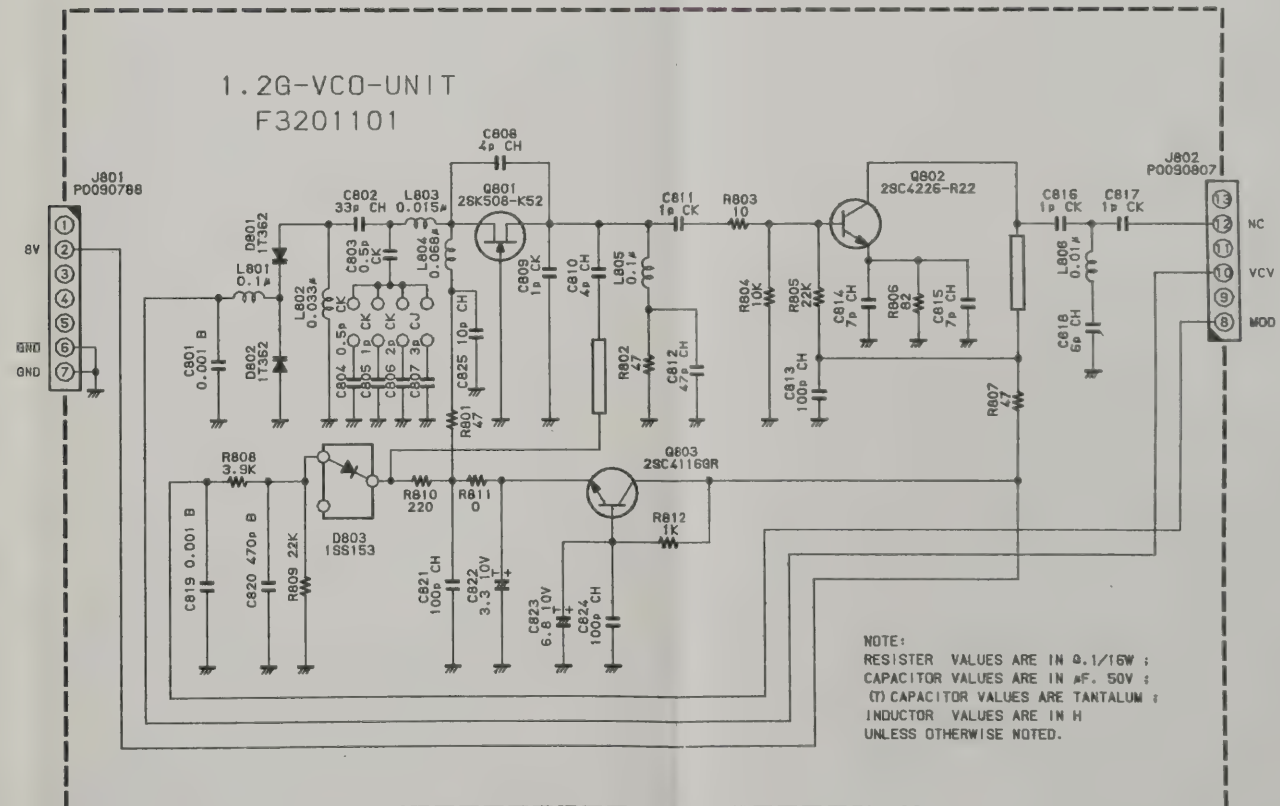 1.2G-VCO-UNIT
F3201101
J801
P0090788
1
2
3
4
5
6
7
8V
GND
GND
D801
1T362
L801
0.1μ
C801
0.001 B
D802
1T362
L802
0.033μ
C802
33p CH
L803
0.015μ
C803
0.5p
CK
C804 0.5p CK
C805 1p CK
C806 2p CK
C807 3p CJ
L804
0.068μ
C808
4p CH
Q801
2SK508-K52
C825 10p CH
R801
47
C809
1p CK
C810
4p CH
L805
0.1μ
R802
47
C812
47p CH
C811
1p CK
R803
10
R804
10K
R805
22K
C813
100p CH
Q802
2SC4226-R22
C814
7p CH
R806
82
C815
7p CH
R807
47
C816
1p CK
C817
1p CK
L806
0.01μ
C818
6p CH
J802
P0090807
13
12
11
10
9
8
NC
VCV
MOD
R808
3.9K
C819 0.001 B
C820 470p B
R809 22K
D803
1SS153
R810
220
R811
0
C821
100p CH
C822
3.3 10V
T +
Q803
2SC4116GR
R812
1K
C823
6.8 10V
T +
C824
100p CH
NOTE:
RESISTER VALUES ARE IN Ω.1/16W ;
CAPACITOR VALUES ARE IN μF. 50V ;
(T) CAPACITOR VALUES ARE TANTALUM ;
INDUCTOR VALUES ARE IN H
UNLESS OTHERWISE NOTED.